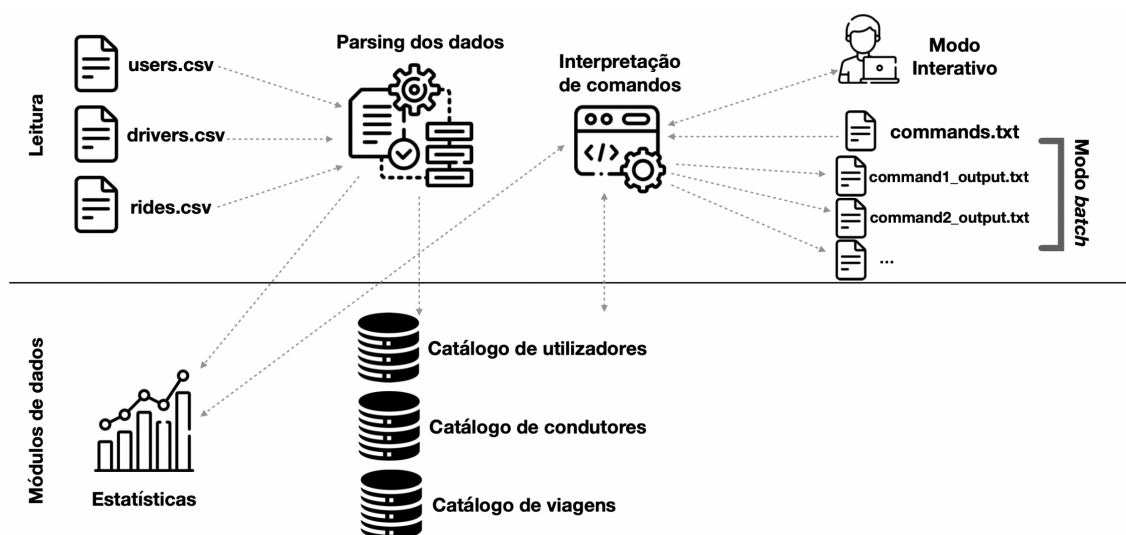 Leitura
users.csv
drivers.csv
rides.csv
Parsing dos dados
Interpretação
de comandos
</>
Modo
Interativo
commands.txt
command1_output.txt
command2_output.txt
...
Modo batch
Módulos de dados
Estatísticas
Catálogo de utilizadores
Catálogo de condutores
Catálogo de viagens